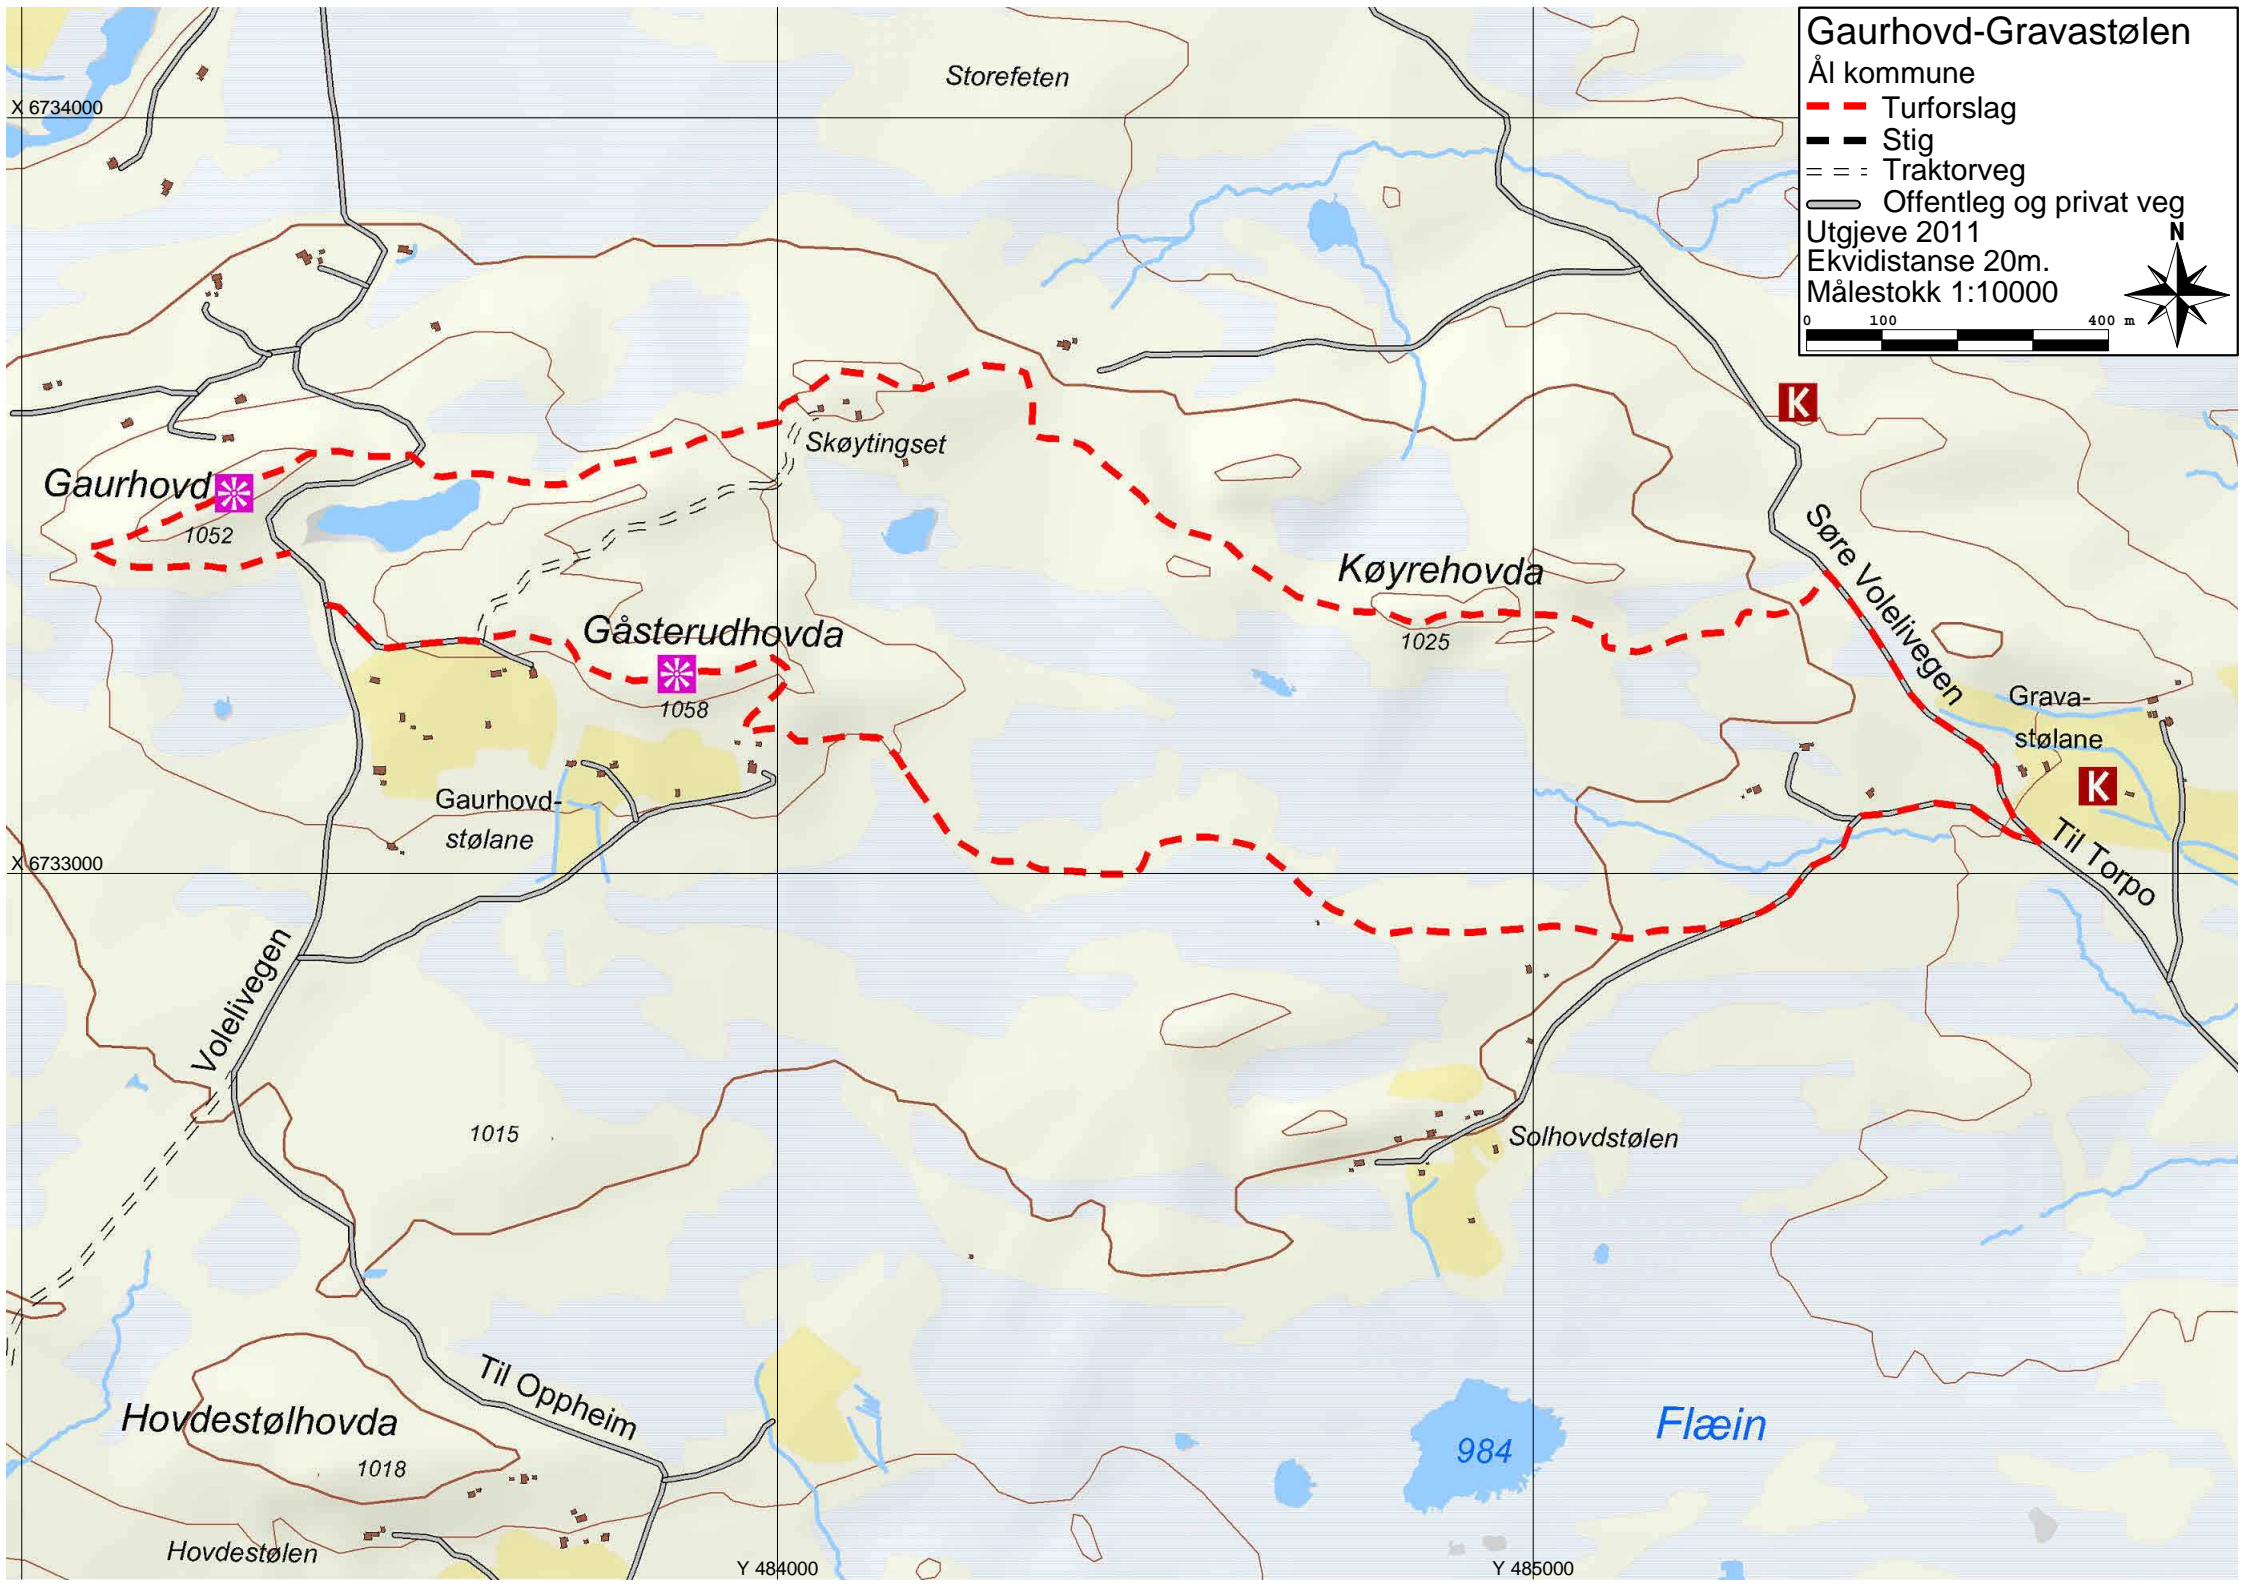 Gaurhovd-Gravastølen
Ål kommune
Turforslag
Stig
Traktorveg
Offentleg og privat veg
Utgjeve 2011
N
Ekvidistanse 20m.
Målestokk 1:10000
0 100 400 m
Storefeten
X 6734000
K
Skøytingset
Gaurhovd
1052
Søre Volelivegen
Køyrehovda
1025
Gåsterudhovda
1058
Grava-
stølane
K
Gaurhovd-
stølane
Til Torpo
X 6733000
Volelivegen
1015
Solhovdstølen
Til Oppheim
Hovdestølhovda
1018
Flæin
984
Hovdestølen
Y 484000
Y 485000